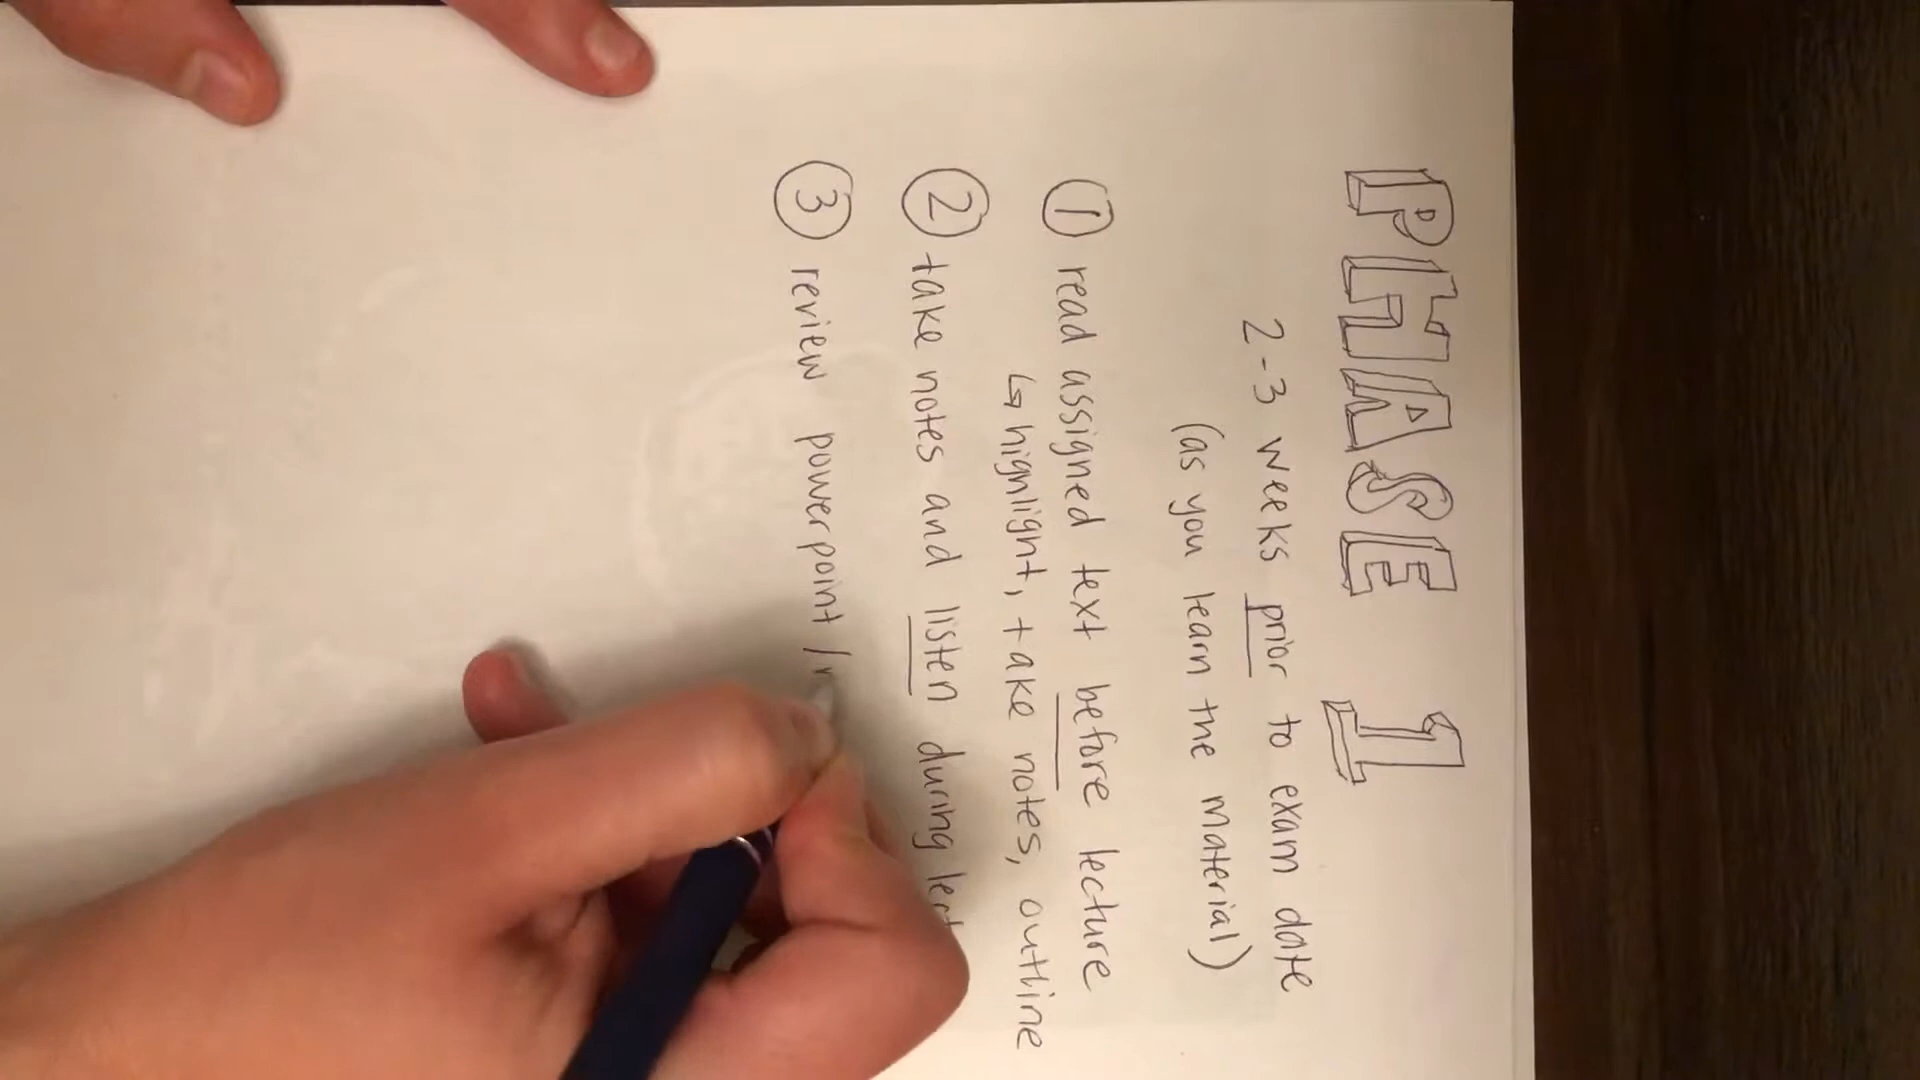 PHASE 1
2-3 weeks prior to exam date
(as you learn the material)
① read assigned text before lecture
↳ highlight, take notes, outline
② take notes and listen during
③ review powerpoint /